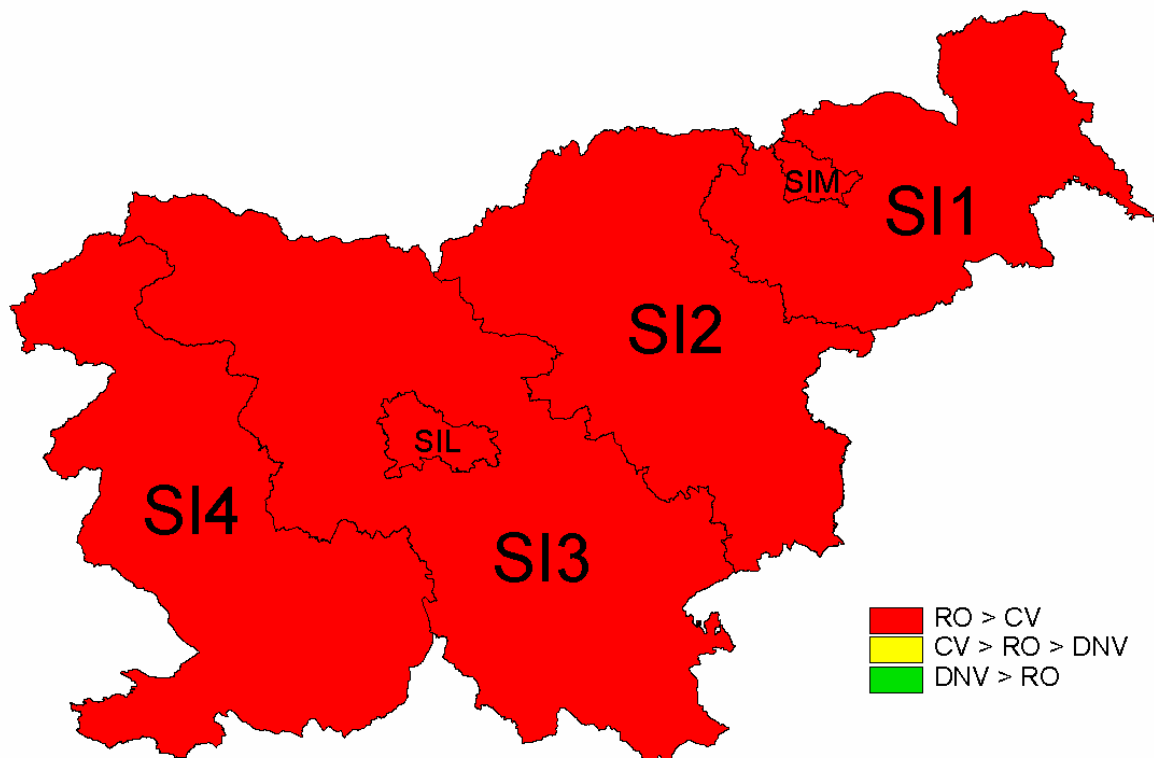 SIM
SI1
SI2
SIL
SI4
SI3
RO > CV
CV > RO > DNV
DNV > RO